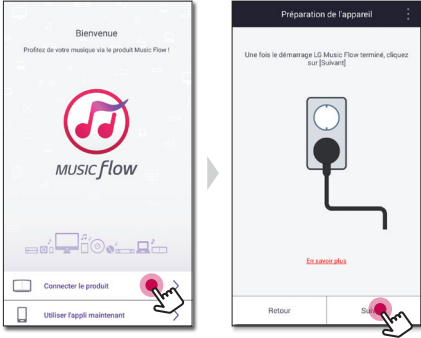 Bienvenue
Profitez de votre musique via le produit Music Flow !
MUSIC flow
Connecter le produit
Utiliser l'appli maintenant
Préparation de l'appareil
Une fois le démarrage LG Music Flow terminé, cliquez
sur [Suivant]
En savoir plus
Retour